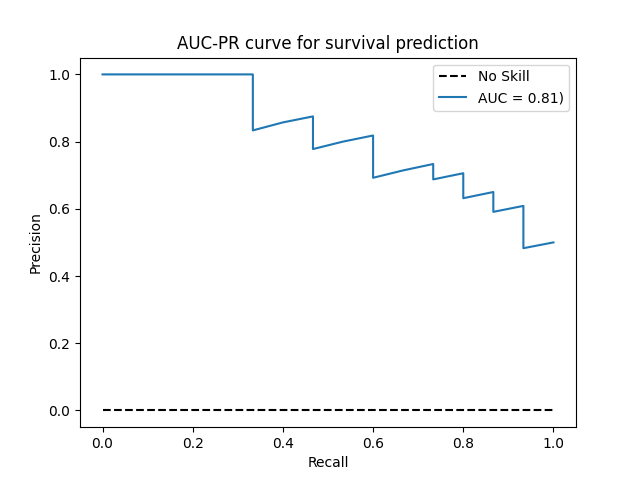 AUC-PR curve for survival prediction
No Skill
AUC = 0.81)
1.0
0.8
0.6
0.4
0.2
0.0
Precision
0.0 0.2 0.4 0.6 0.8 1.0
Recall